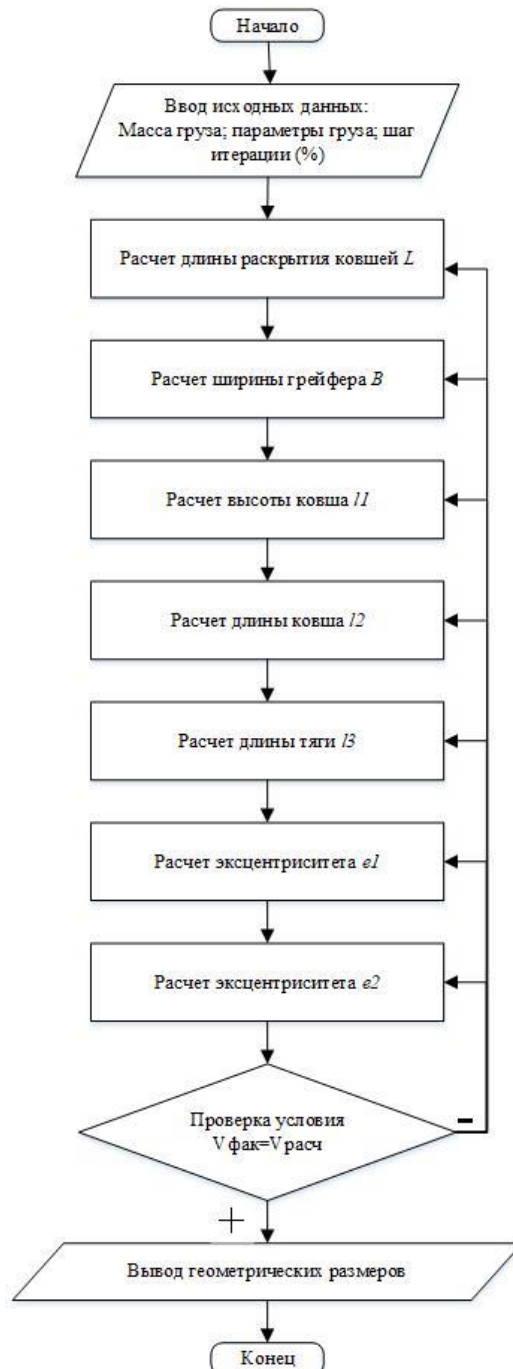 Начало
Ввод исходных данных:
Масса груза; параметры груза; шаг
итерации (%)
Расчет длины раскрытия ковшей L
Расчет ширины грейфера B
Расчет высоты ковша l1
Расчет длины ковша l2
Расчет длины тяги l3
Расчет эксцентриситета e1
Расчет эксцентриситета e2
Проверка условия
V фак=V расч
–
+
Вывод геометрических размеров
Конец